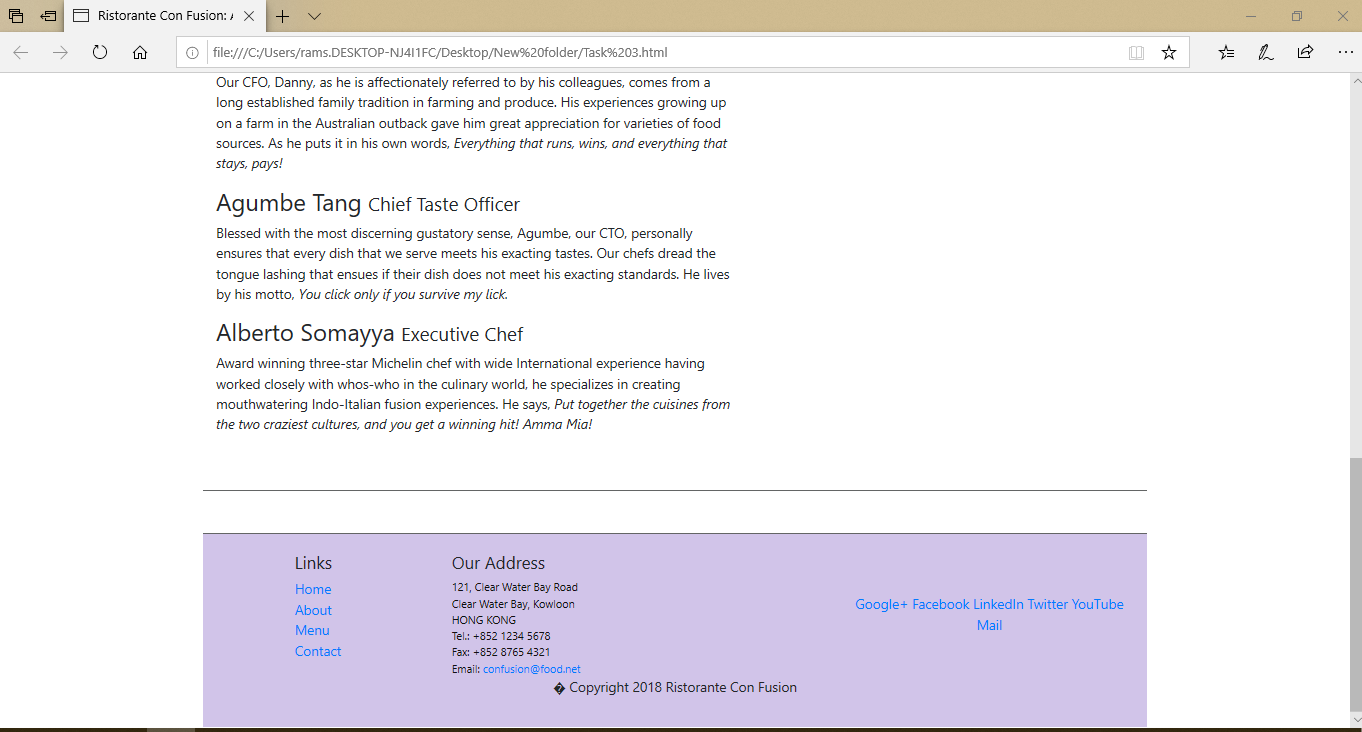 Ristorante Con Fusion: A
file:///C:/Users/rams.DESKTOP-NJ4I1FC/Desktop/New%20folder/Task%203.html
Our CFO, Danny, as he is affectionately referred to by his colleagues, comes from a
long established family tradition in farming and produce. His experiences growing up
on a farm in the Australian outback gave him great appreciation for varieties of food
sources. As he puts it in his own words, Everything that runs, wins, and everything that
stays, pays!
Agumbe Tang Chief Taste Officer
Blessed with the most discerning gustatory sense, Agumbe, our CTO, personally
ensures that every dish that we serve meets his exacting tastes. Our chefs dread the
tongue lashing that ensues if their dish does not meet his exacting standards. He lives
by his motto, You click only if you survive my lick.
Alberto Somayya Executive Chef
Award winning three-star Michelin chef with wide International experience having
worked closely with whos-who in the culinary world, he specializes in creating
mouthwatering Indo-Italian fusion experiences. He says, Put together the cuisines from
the two craziest cultures, and you get a winning hit! Amma Mia!
Links
Home
About
Menu
Contact
Our Address
121, Clear Water Bay Road
Clear Water Bay, Kowloon
HONG KONG
Tel.: +852 1234 5678
Fax: +852 8765 4321
Email: confusion@food.net
Google+ Facebook LinkedIn Twitter YouTube
Mail
� Copyright 2018 Ristorante Con Fusion